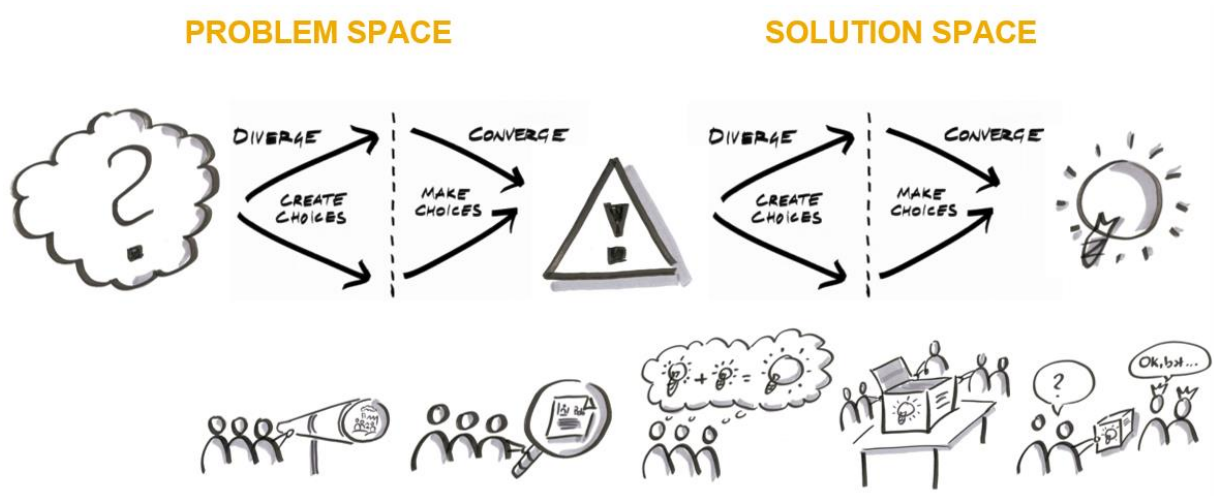 PROBLEM SPACE
SOLUTION SPACE
?
DIVERGE
CONVERGE
CREATE
CHOICES
MAKE
CHOICES
!
DIVERGE
CONVERGE
CREATE
CHOICES
MAKE
CHOICES
+ =
?
Ok, but...